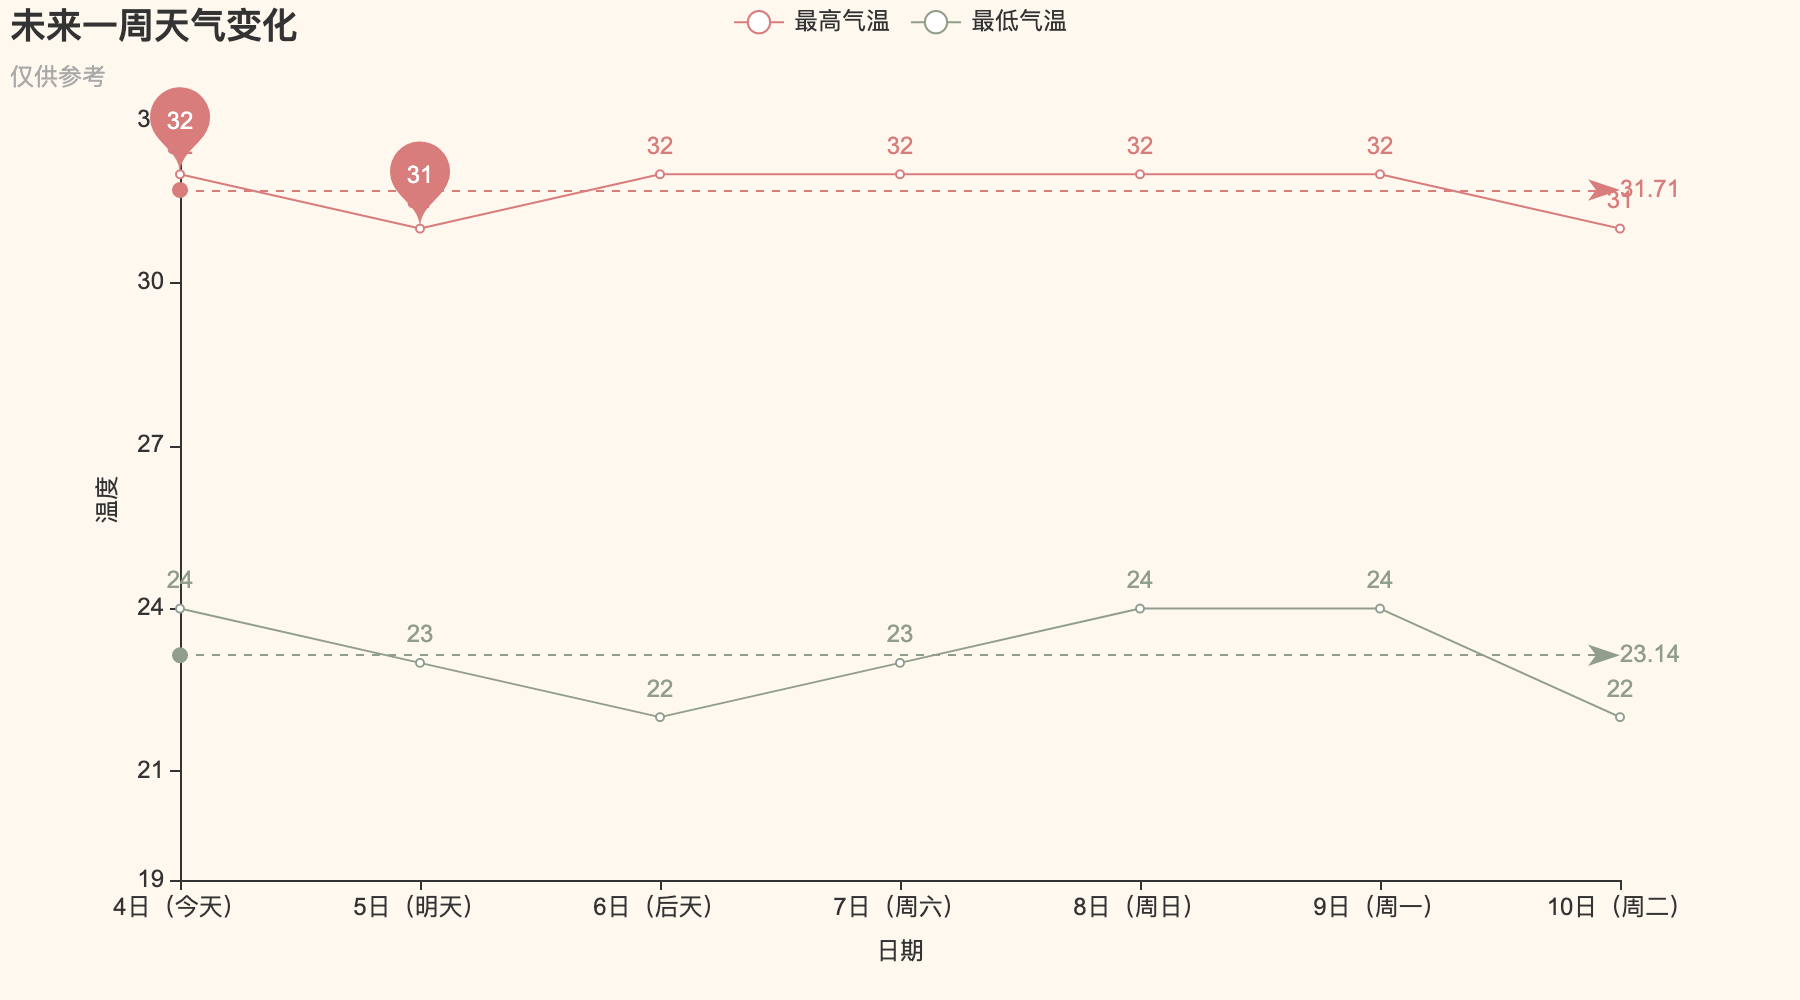 未来一周天气变化
仅供参考
最高气温
最低气温
32
31
32
32
32
32
31.71
31
30
27
24
21
19
温度
24
23
22
23
24
24
23.14
22
4日（今天）
5日（明天）
6日（后天）
7日（周六）
8日（周日）
9日（周一）
10日（周二）
日期